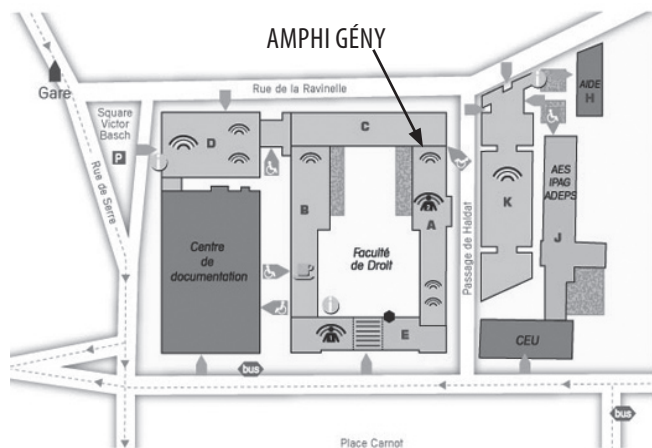 AMPHI GÉNY
Gare
Rue de la Ravinelle
Square
Victor
Basch
P
Rue de Serre
D
C
B
A
K
J
AIDE
H
AES
IPAG
ADEPS
Passage de Haldat
Centre
de
documentation
Faculté
de Droit
E
CEU
bus
bus
Place Carnot